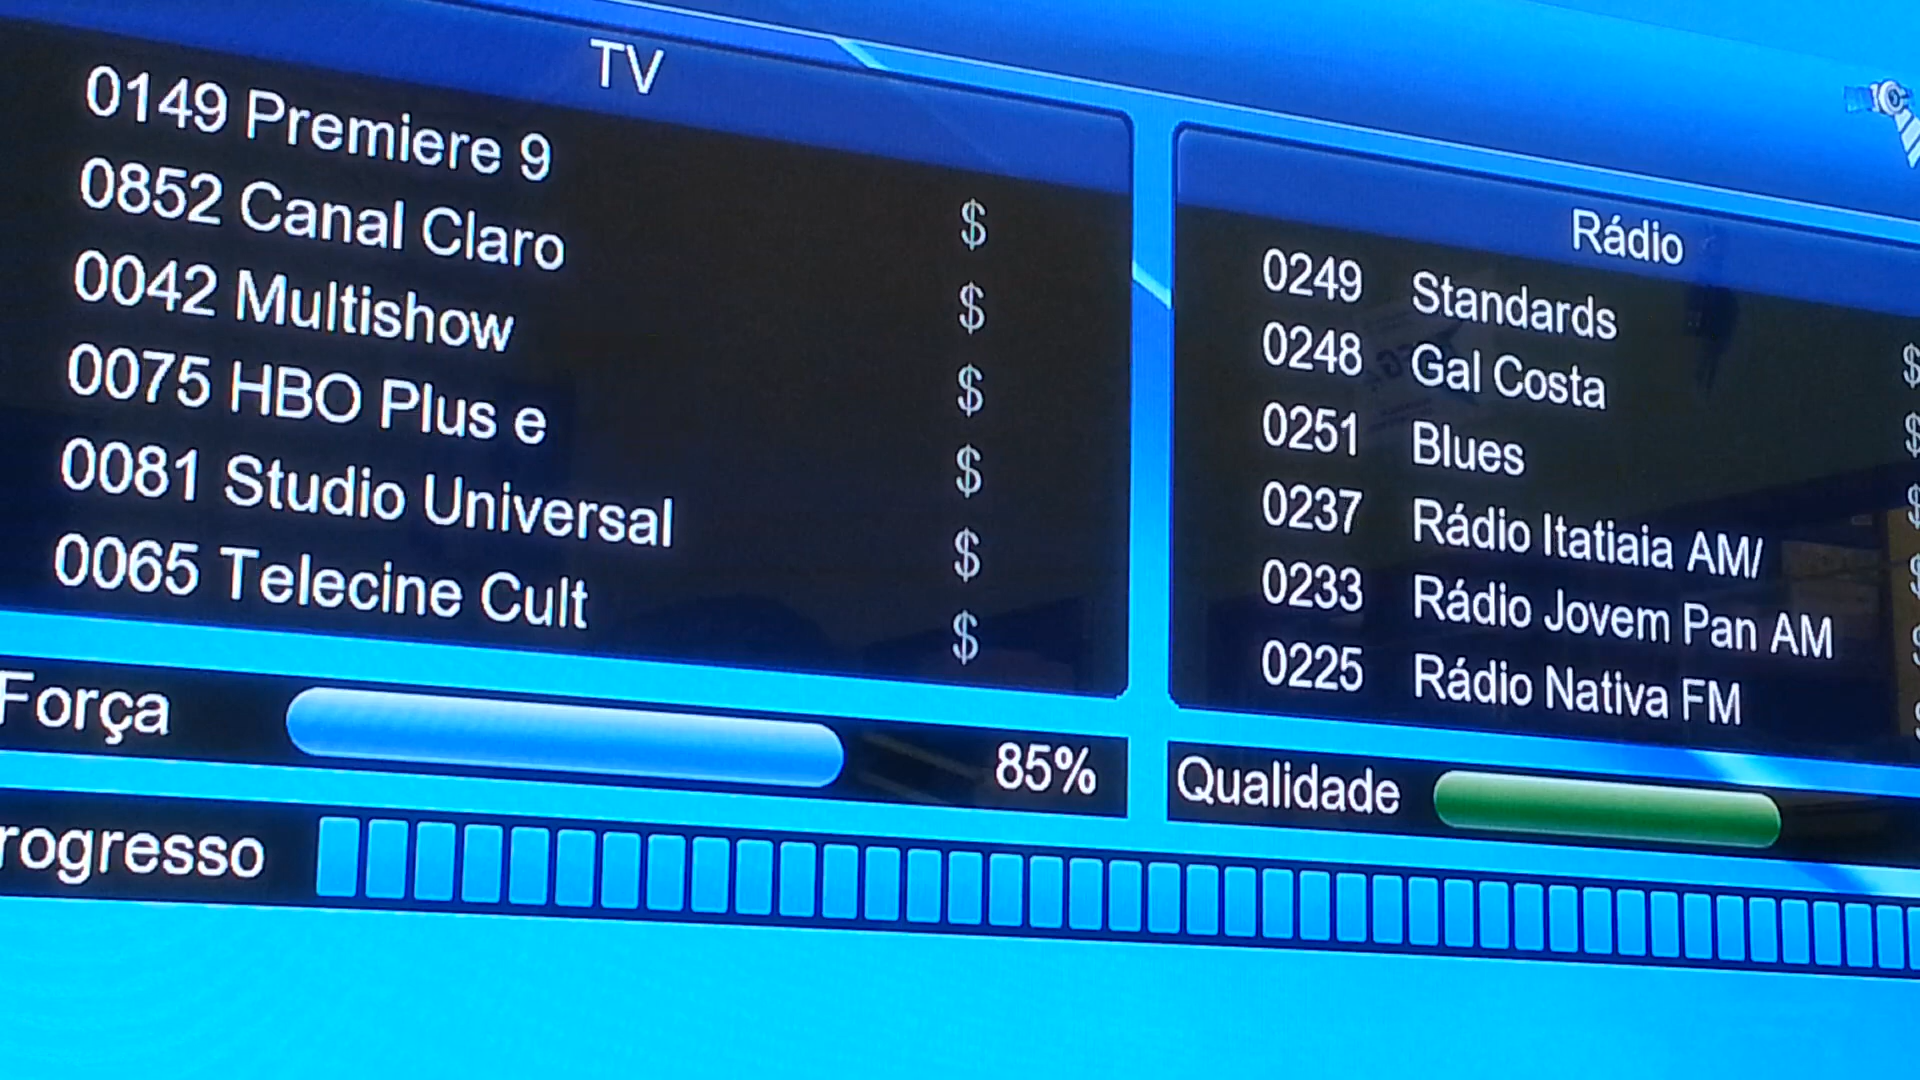 TV
0149 Premiere 9 $
0852 Canal Claro $
0042 Multishow $
0075 HBO Plus e $
0081 Studio Universal $
0065 Telecine Cult $
Rádio
0249 Standards $
0248 Gal Costa $
0251 Blues $
0237 Rádio Itatiaia AM/ $
0233 Rádio Jovem Pan AM $
0225 Rádio Nativa FM $
Força 85%
Qualidade
rogresso